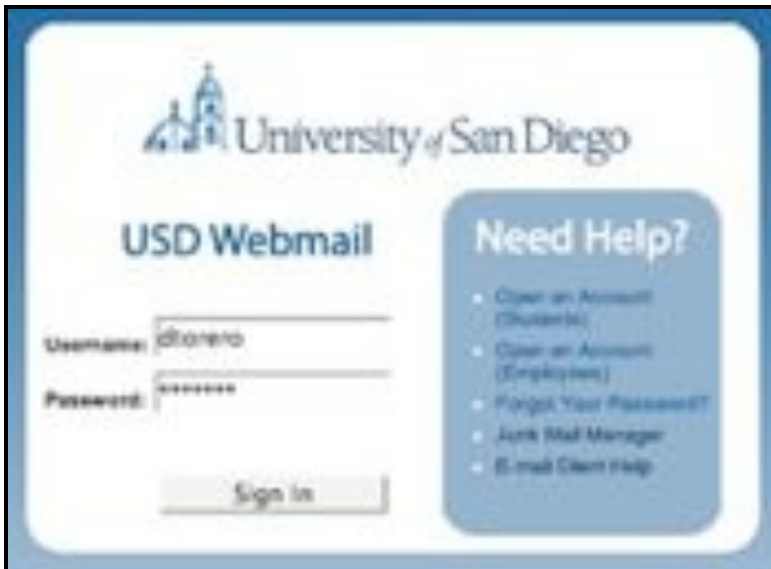 University of San Diego
USD Webmail
Username: dtorero
Password: *******
Sign In
Need Help?
Open an Account
(Students)
Open an Account
(Employees)
Forgot Your Password?
Junk Mail Manager
E-mail Client Help